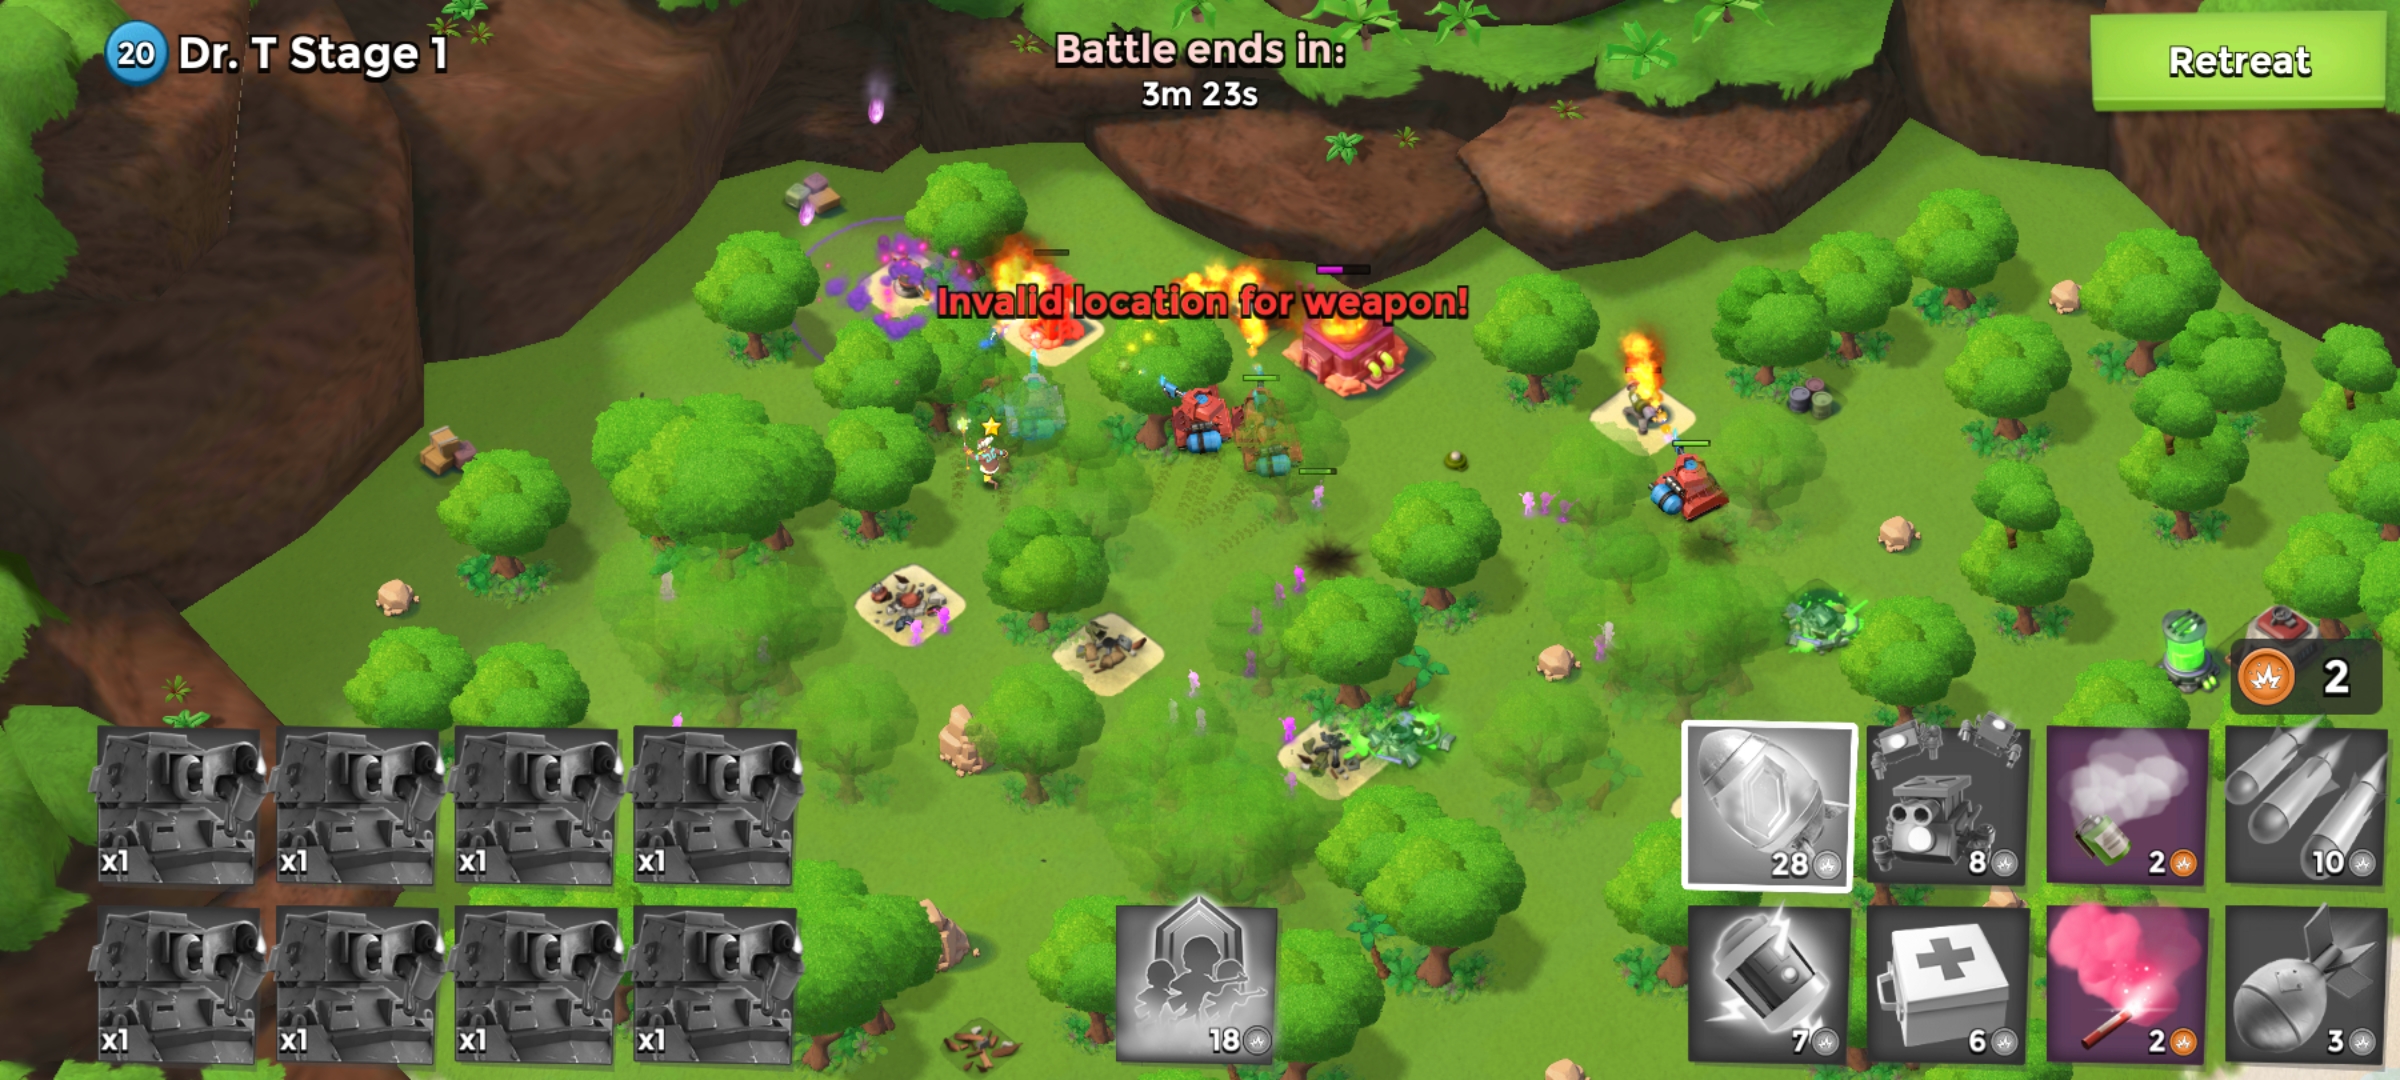 20 Dr. T Stage 1
Battle ends in:
3m 23s
Retreat
Invalid location for weapon!
2
x1 x1 x1 x1
28 8 2 10
x1 x1 x1 x1
18
7 6 2 3